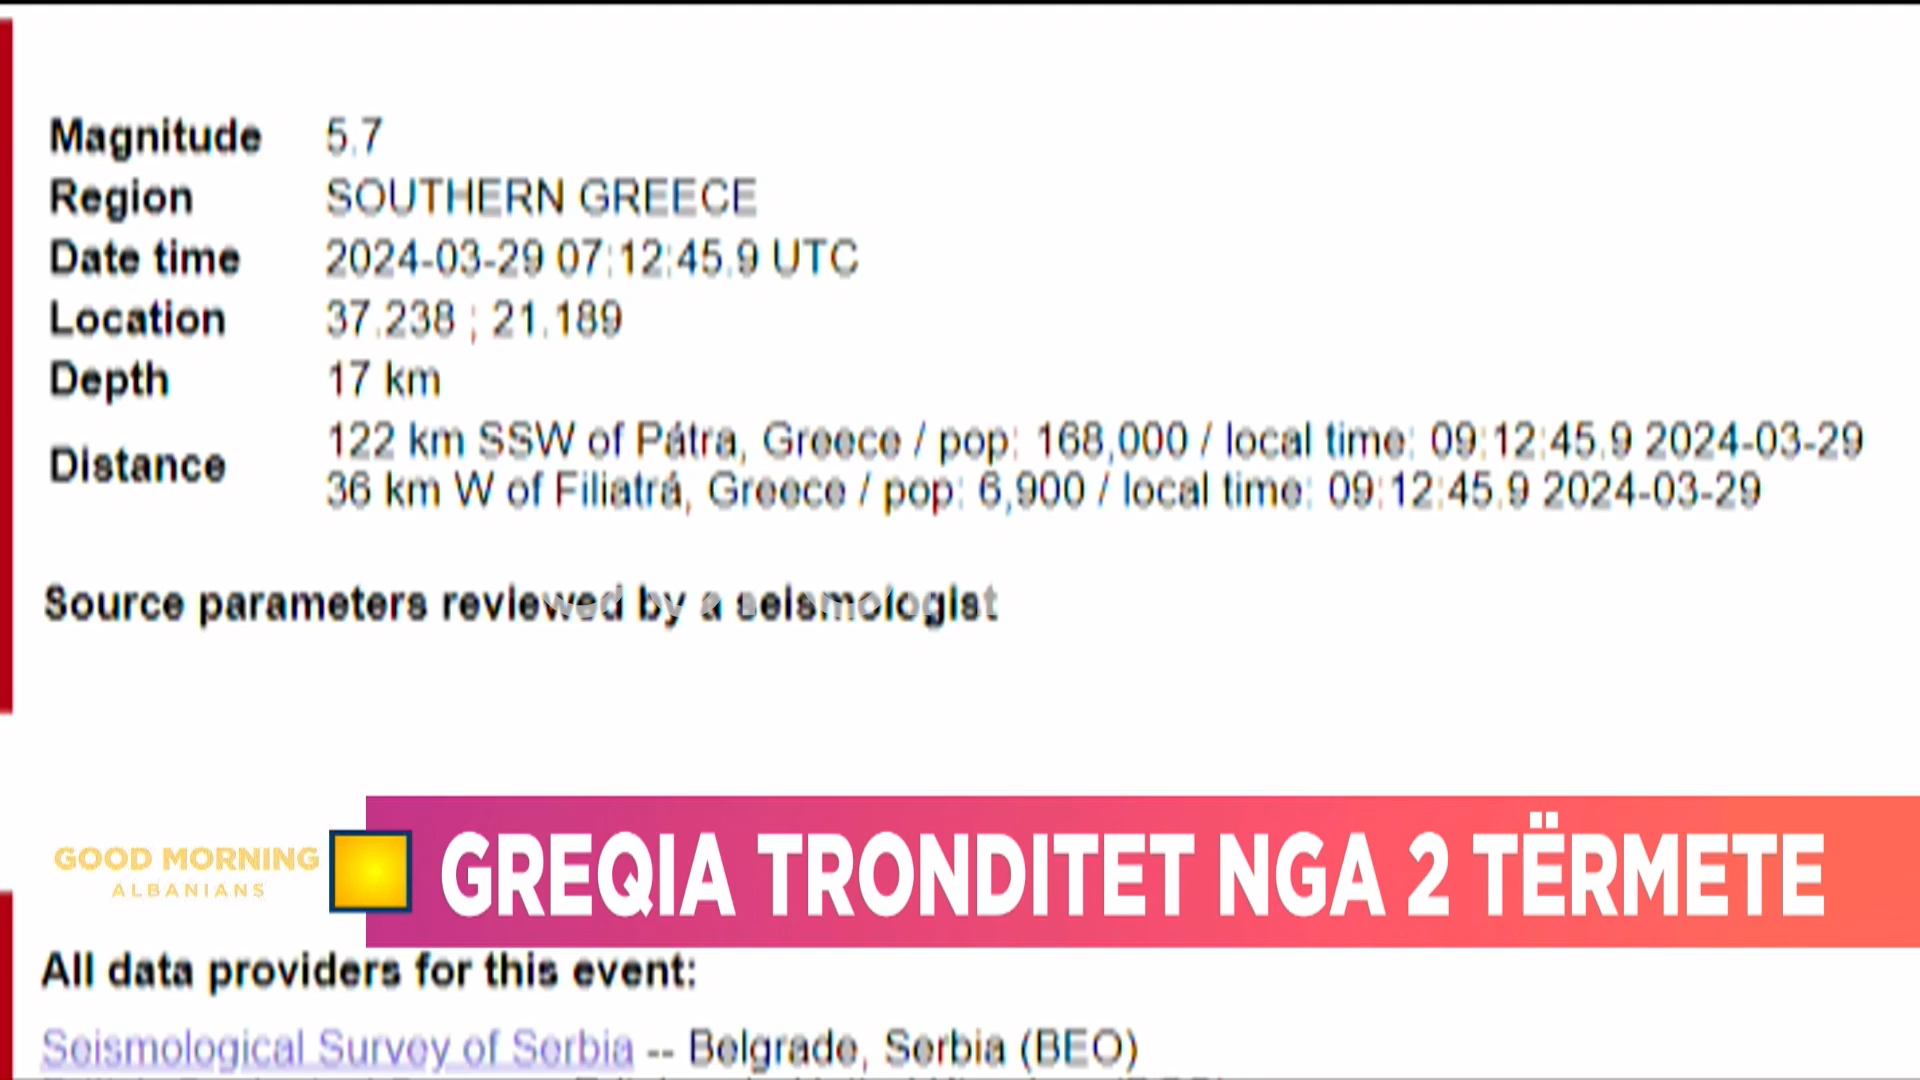 Magnitude 5.7
Region SOUTHERN GREECE
Date time 2024-03-29 07:12:45.9 UTC
Location 37.238 ; 21.189
Depth 17 km
Distance 122 km SSW of Pátra, Greece / pop: 168,000 / local time: 09:12:45.9 2024-03-29
36 km W of Filiatrá, Greece / pop: 6,900 / local time: 09:12:45.9 2024-03-29
Source parameters reviewed by a seismologist
GOOD MORNING
ALBANIANS
GREQIA TRONDITET NGA 2 TËRMETE
All data providers for this event:
Seismological Survey of Serbia -- Belgrade, Serbia (BEO)